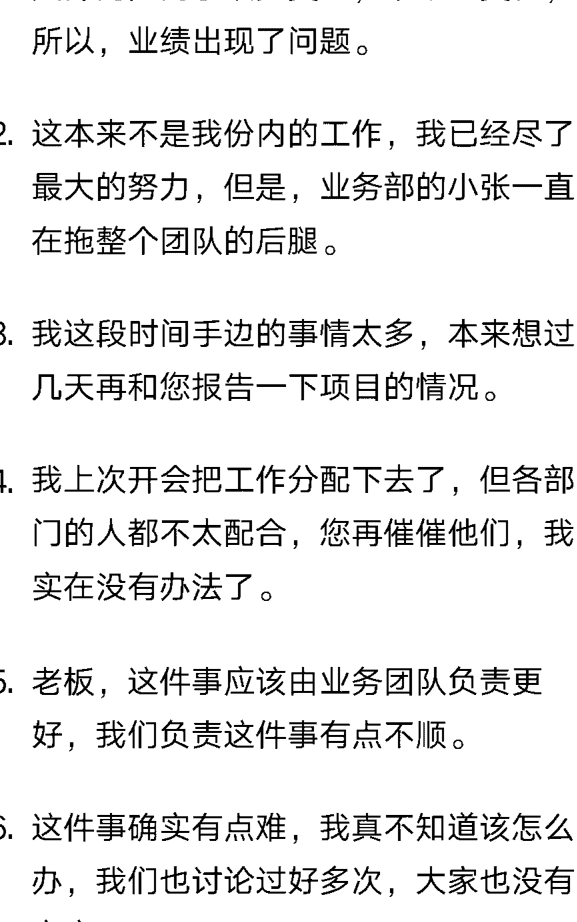 所以，业绩出现了问题。
2. 这本来不是我份内的工作，我已经尽了
最大的努力，但是，业务部的小张一直
在拖整个团队的后腿。
3. 我这段时间手边的事情太多，本来想过
几天再和您报告一下项目的情况。
4. 我上次开会把工作分配下去了，但各部
门的人都不太配合，您再催催他们，我
实在没有办法了。
5. 老板，这件事应该由业务团队负责更
好，我们负责这件事有点不顺。
6. 这件事确实有点难，我真不知道该怎么
办，我们也讨论过好多次，大家也没有